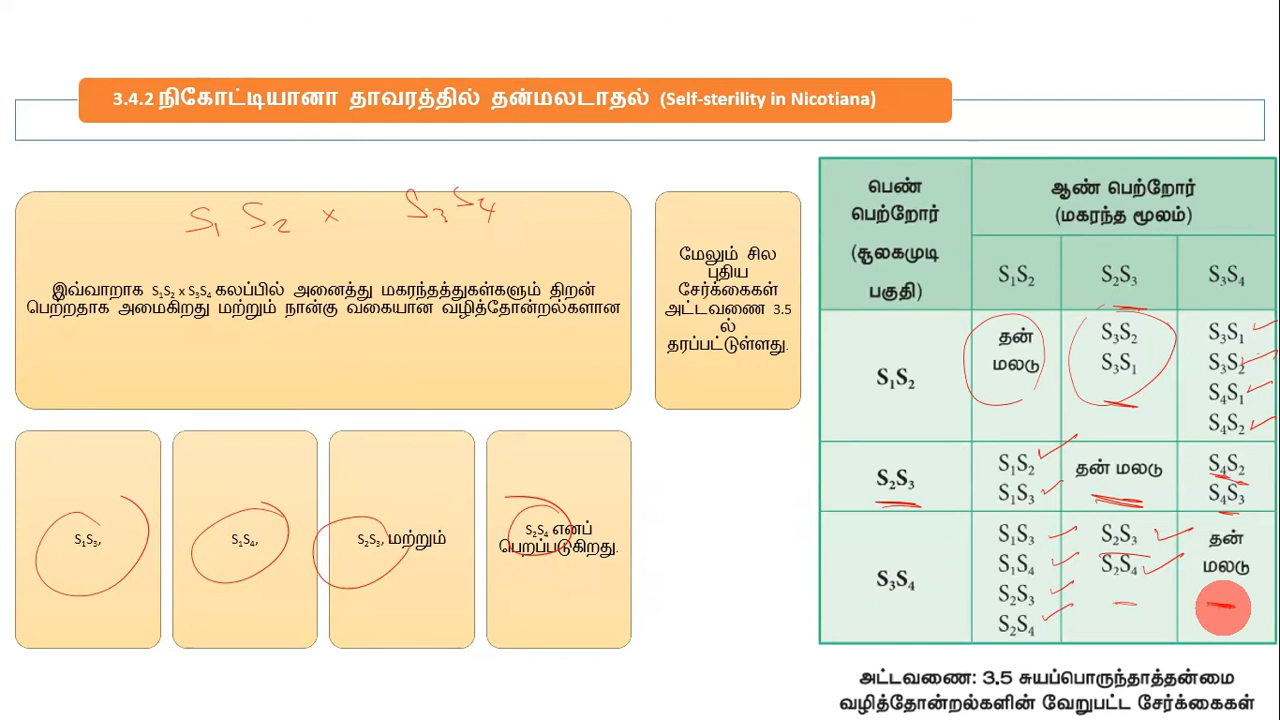 3.4.2 நிகோட்டியானா தாவரத்தில் தன்மலடாதல் (Self-sterility in Nicotiana)
S₁ S₂ × S₃S₄
இவ்வாறாக S₁S₂ x S₃S₄ கலப்பில் அனைத்து மகரந்தத்துகள்களும் திறன்
பெற்றதாக அமைகிறது மற்றும் நான்கு வகையான வழித்தோன்றல்களான
மேலும் சில
புதிய
சேர்க்கைகள்
அட்டவணை 3.5
ல்
தரப்பட்டுள்ளது.
S₁S₃,
S₁S₄,
S₂S₃, மற்றும்
S₂S₄ எனப்
பெறப்படுகிறது.
பெண்
பெற்றோர்
(சூலகமுடி
பகுதி)
ஆண் பெற்றோர்
(மகரந்த மூலம்)
S₁S₂
S₂S₃
S₃S₄
S₁S₂
தன்
மலடு
S₃S₂
S₃S₁
S₃S₁
S₃S₂
S₄S₁
S₄S₂
S₂S₃
S₁S₂
S₁S₃
தன் மலடு
S₄S₂
S₄S₃
S₃S₄
S₁S₃
S₁S₄
S₂S₃
S₂S₄
S₂S₃
S₂S₄
தன்
மலடு
அட்டவணை: 3.5 சுயப்பொருந்தாத்தன்மை
வழித்தோன்றல்களின் வேறுபட்ட சேர்க்கைகள்